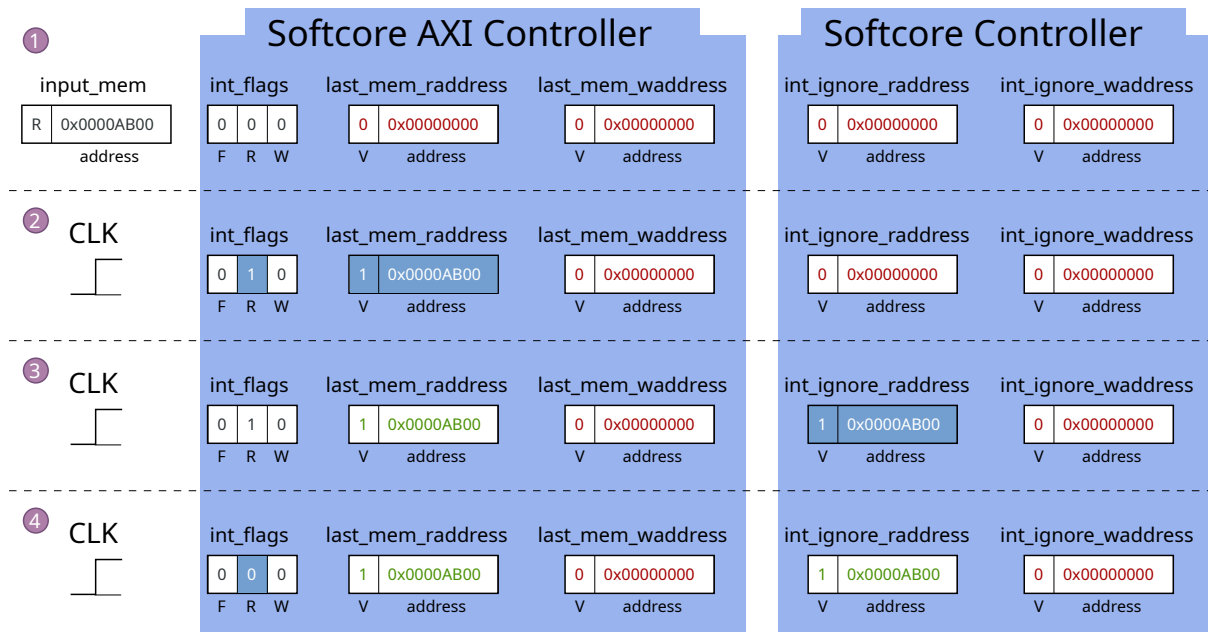 Softcore AXI Controller Softcore Controller
1
input_mem int_flags last_mem_raddress last_mem_waddress int_ignore_raddress int_ignore_waddress
R 0x0000AB00 0 0 0 0 0x00000000 0 0x00000000 0 0x00000000 0 0x00000000
address F R W V address V address V address V address
2 CLK
int_flags last_mem_raddress last_mem_waddress int_ignore_raddress int_ignore_waddress
0 1 0 1 0x0000AB00 0 0x00000000 0 0x00000000 0 0x00000000
F R W V address V address V address V address
3 CLK
int_flags last_mem_raddress last_mem_waddress int_ignore_raddress int_ignore_waddress
0 1 0 1 0x0000AB00 0 0x00000000 1 0x0000AB00 0 0x00000000
F R W V address V address V address V address
4 CLK
int_flags last_mem_raddress last_mem_waddress int_ignore_raddress int_ignore_waddress
0 0 0 1 0x0000AB00 0 0x00000000 1 0x0000AB00 0 0x00000000
F R W V address V address V address V address